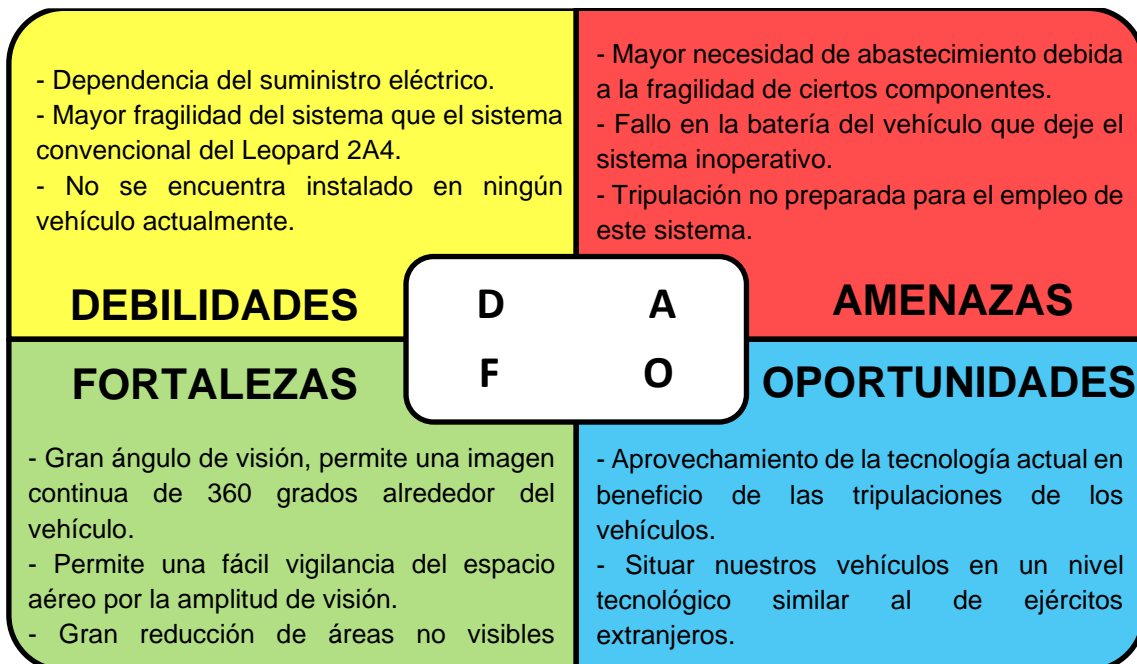 - Dependencia del suministro eléctrico.
- Mayor fragilidad del sistema que el sistema
convencional del Leopard 2A4.
- No se encuentra instalado en ningún
vehículo actualmente.
DEBILIDADES
- Mayor necesidad de abastecimiento debida
a la fragilidad de ciertos componentes.
- Fallo en la batería del vehículo que deje el
sistema inoperativo.
- Tripulación no preparada para el empleo de
este sistema.
AMENAZAS
D A
F O
FORTALEZAS
- Gran ángulo de visión, permite una imagen
continua de 360 grados alrededor del
vehículo.
- Permite una fácil vigilancia del espacio
aéreo por la amplitud de visión.
- Gran reducción de áreas no visibles
OPORTUNIDADES
- Aprovechamiento de la tecnología actual en
beneficio de las tripulaciones de los
vehículos.
- Situar nuestros vehículos en un nivel
tecnológico similar al de ejércitos
extranjeros.